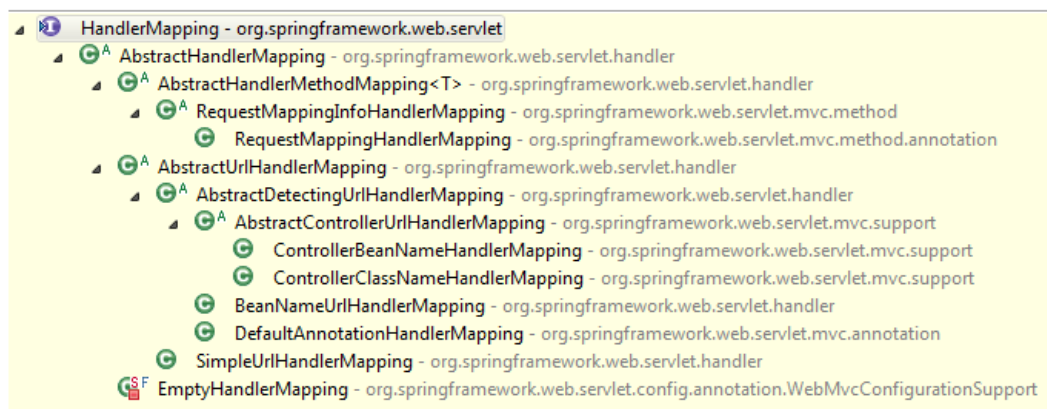 HandlerMapping - org.springframework.web.servlet
AbstractHandlerMapping - org.springframework.web.servlet.handler
AbstractHandlerMethodMapping<T> - org.springframework.web.servlet.handler
RequestMappingInfoHandlerMapping - org.springframework.web.servlet.mvc.method
RequestMappingHandlerMapping - org.springframework.web.servlet.mvc.method.annotation
AbstractUrlHandlerMapping - org.springframework.web.servlet.handler
AbstractDetectingUrlHandlerMapping - org.springframework.web.servlet.handler
AbstractControllerUrlHandlerMapping - org.springframework.web.servlet.mvc.support
ControllerBeanNameHandlerMapping - org.springframework.web.servlet.mvc.support
ControllerClassNameHandlerMapping - org.springframework.web.servlet.mvc.support
BeanNameUrlHandlerMapping - org.springframework.web.servlet.handler
DefaultAnnotationHandlerMapping - org.springframework.web.servlet.mvc.annotation
SimpleUrlHandlerMapping - org.springframework.web.servlet.handler
EmptyHandlerMapping - org.springframework.web.servlet.config.annotation.WebMvcConfigurationSupport